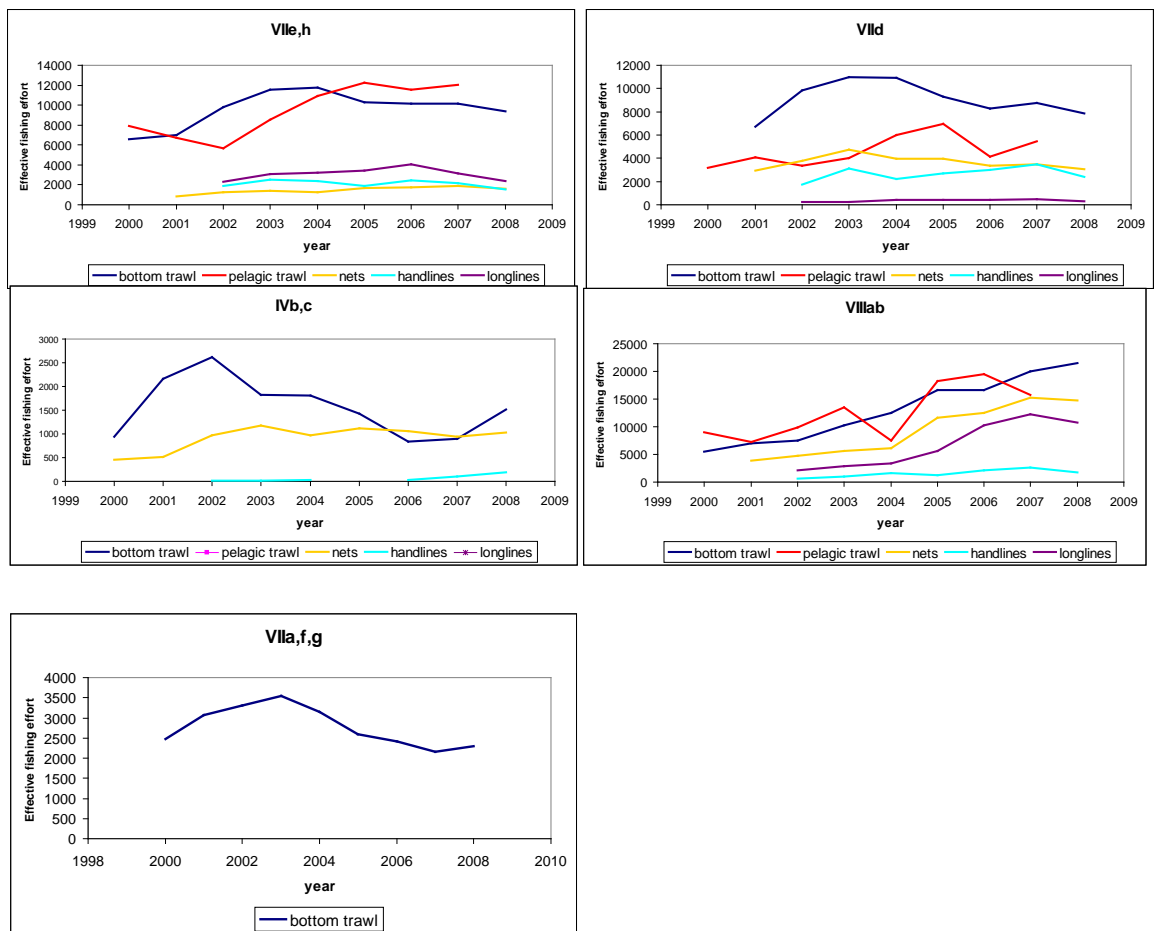 VIIe,h
14000
12000
10000
8000
6000
4000
2000
0
Effective fishing effort
1999 2000 2001 2002 2003 2004 2005 2006 2007 2008 2009
year
bottom trawl pelagic trawl nets handlines longlines
VIId
12000
10000
8000
6000
4000
2000
0
Effective fishing effort
1999 2000 2001 2002 2003 2004 2005 2006 2007 2008 2009
year
bottom trawl pelagic trawl nets handlines longlines
IVb,c
3000
2500
2000
1500
1000
500
0
Effective fishing effort
1999 2000 2001 2002 2003 2004 2005 2006 2007 2008 2009
year
bottom trawl pelagic trawl nets handlines longlines
VIIIab
25000
20000
15000
10000
5000
0
Effective fishing effort
1999 2000 2001 2002 2003 2004 2005 2006 2007 2008 2009
year
bottom trawl pelagic trawl nets handlines longlines
VIIa,f,g
4000
3500
3000
2500
2000
1500
1000
500
0
Effective fishing effort
1998 2000 2002 2004 2006 2008 2010
year
bottom trawl